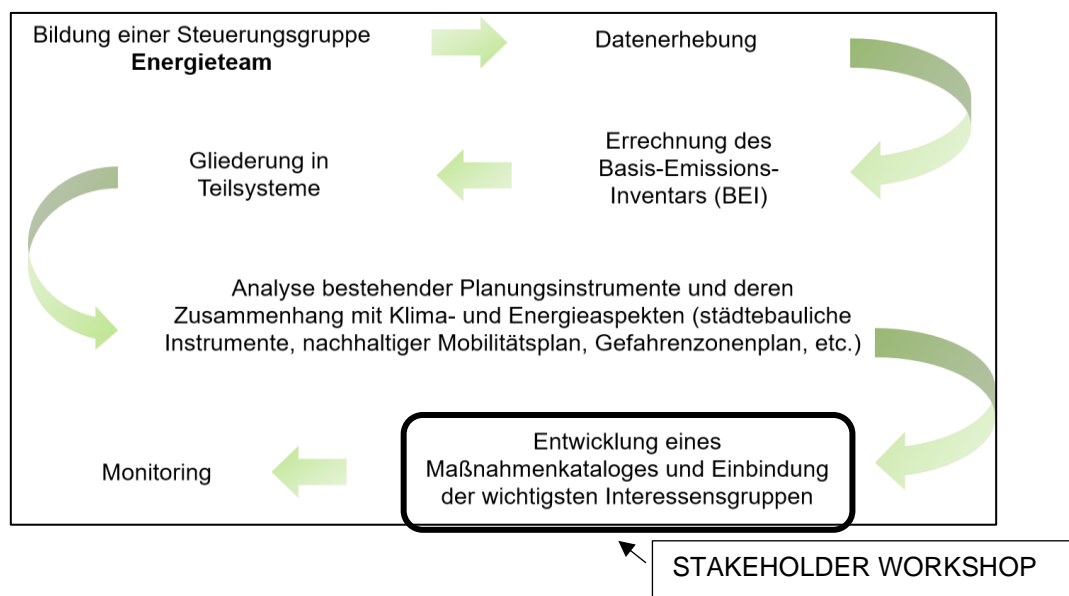 Bildung einer Steuerungsgruppe
Energieteam
Datenerhebung
Errechnung des
Basis-Emissions-
Inventars (BEI)
Gliederung in
Teilsysteme
Analyse bestehender Planungsinstrumente und deren
Zusammenhang mit Klima- und Energieaspekten (städtebauliche
Instrumente, nachhaltiger Mobilitätsplan, Gefahrenzonenplan, etc.)
Entwicklung eines
Maßnahmenkataloges und Einbindung
der wichtigsten Interessensgruppen
Monitoring
STAKEHOLDER WORKSHOP